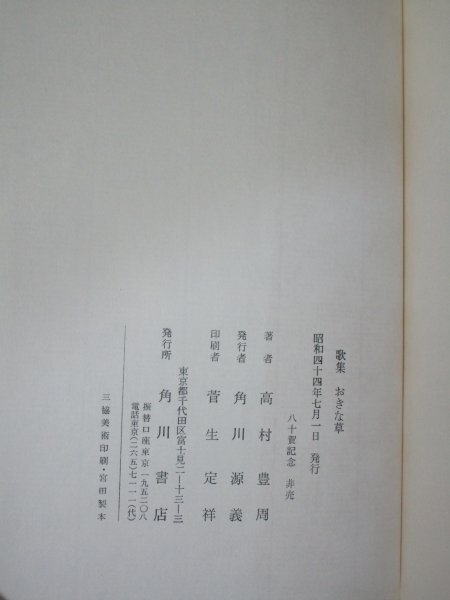 歌集 おきな草
昭和四十四年七月一日 発行
八十賀記念 非売
著者 高村豊周
発行者 角川源義
印刷者 菅生定祥
東京都千代田区富士見二ー十三ー三
発行所 角川書店
振替口座東京一九五二〇八
電話東京(二六五)七一一一(代)
三協美術印刷・宮田製本